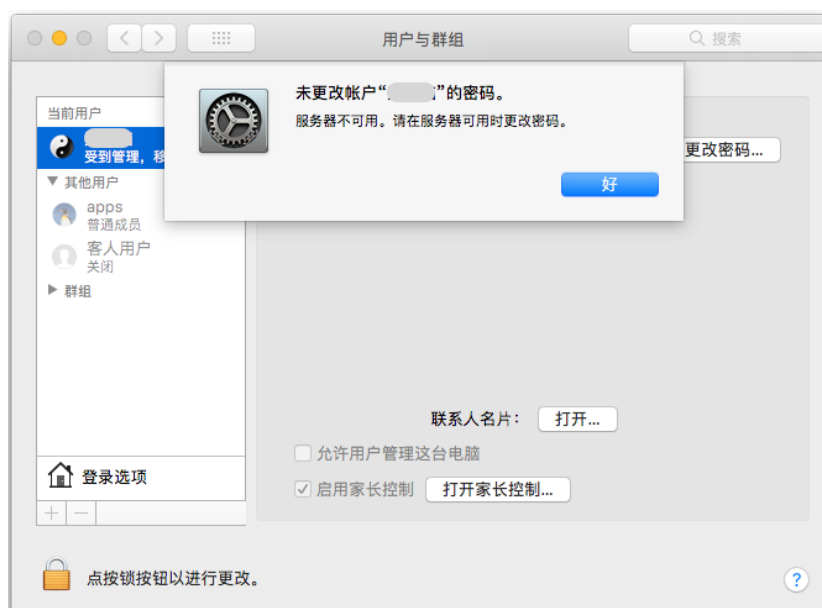 用户与群组
搜索
未更改帐户“ ”的密码。
服务器不可用。请在服务器可用时更改密码。
好
当前用户
受到管理，移
更改密码...
其他用户
apps
普通成员
客人用户
关闭
群组
联系人名片：
打开...
允许用户管理这台电脑
启用家长控制
打开家长控制...
登录选项
点按锁按钮以进行更改。
?